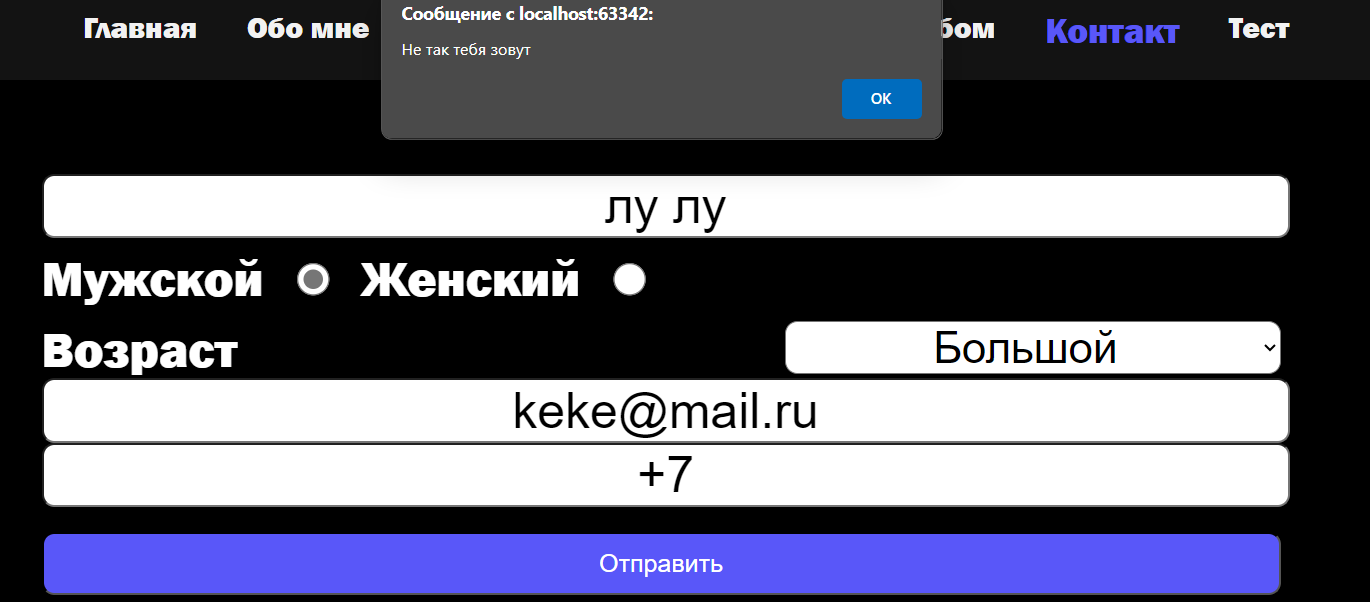 Сообщение с localhost:63342:
Не так тебя зовут
OK
Главная Обо мне бом Контакт Тест
лу лу
Мужской Женский
Возраст Большой
keke@mail.ru
+7
Отправить